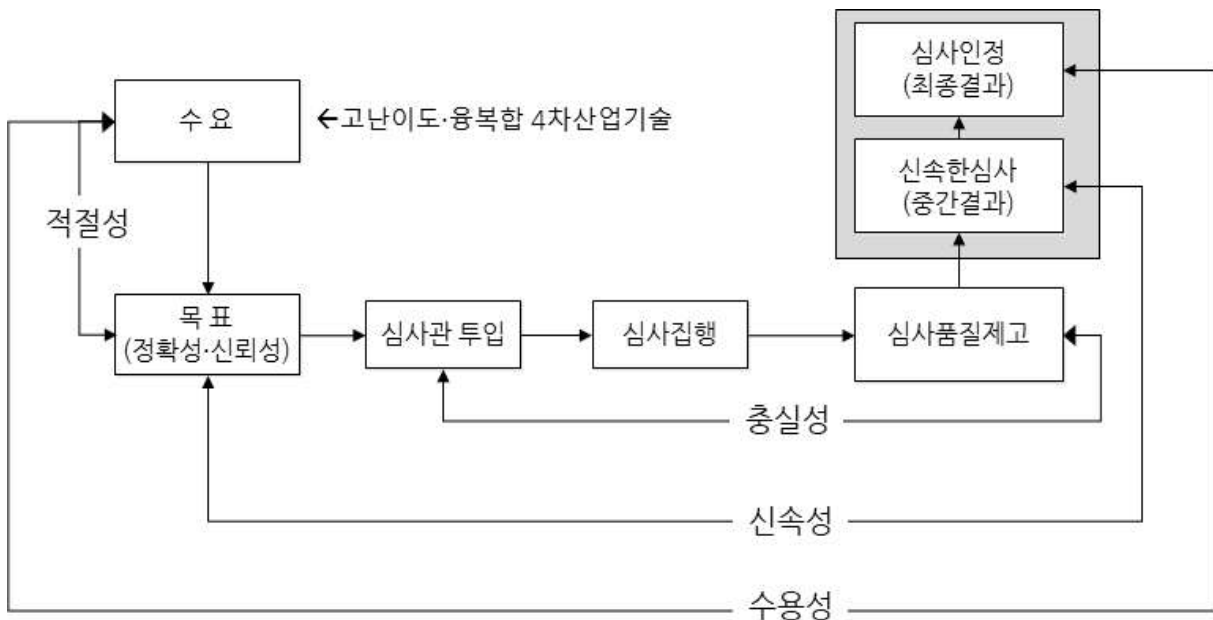 심사인정
(최종결과)
수 요
←고난이도·융복합 4차산업기술
신속한심사
(중간결과)
적절성
목 표
(정확성·신뢰성)
심사관 투입
심사집행
심사품질제고
충실성
신속성
수용성